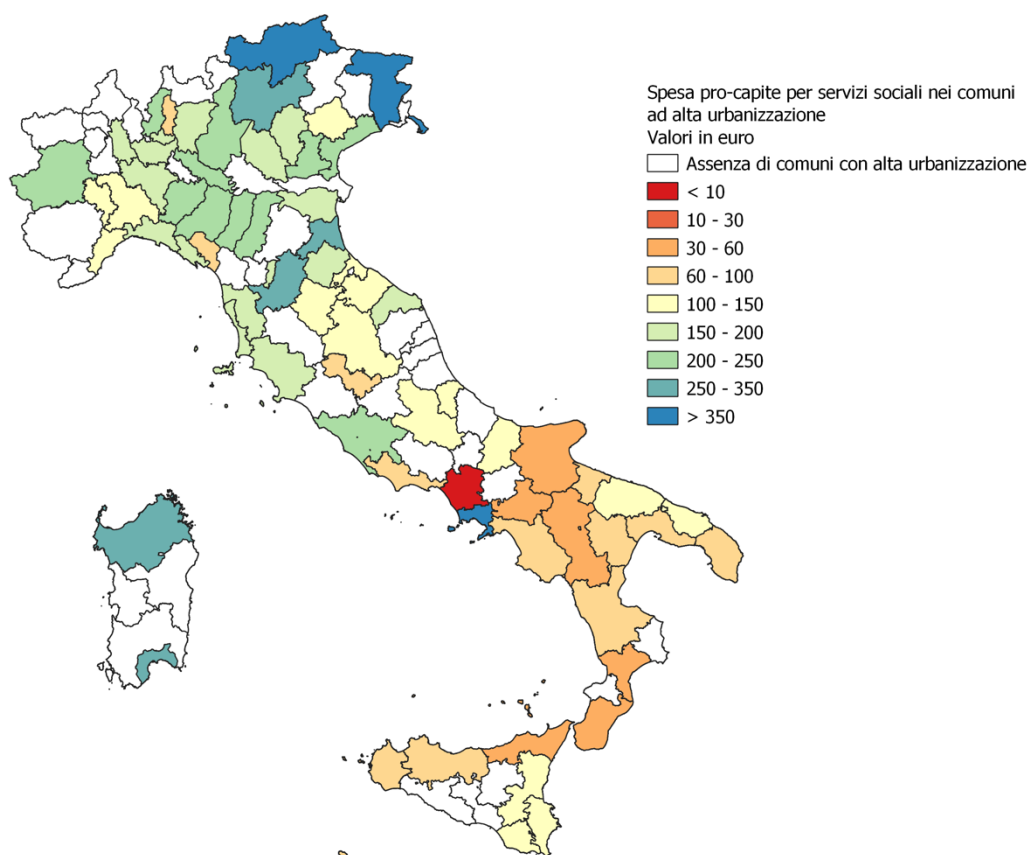 Spesa pro-capite per servizi sociali nei comuni
ad alta urbanizzazione
Valori in euro
Assenza di comuni con alta urbanizzazione
< 10
10 - 30
30 - 60
60 - 100
100 - 150
150 - 200
200 - 250
250 - 350
> 350